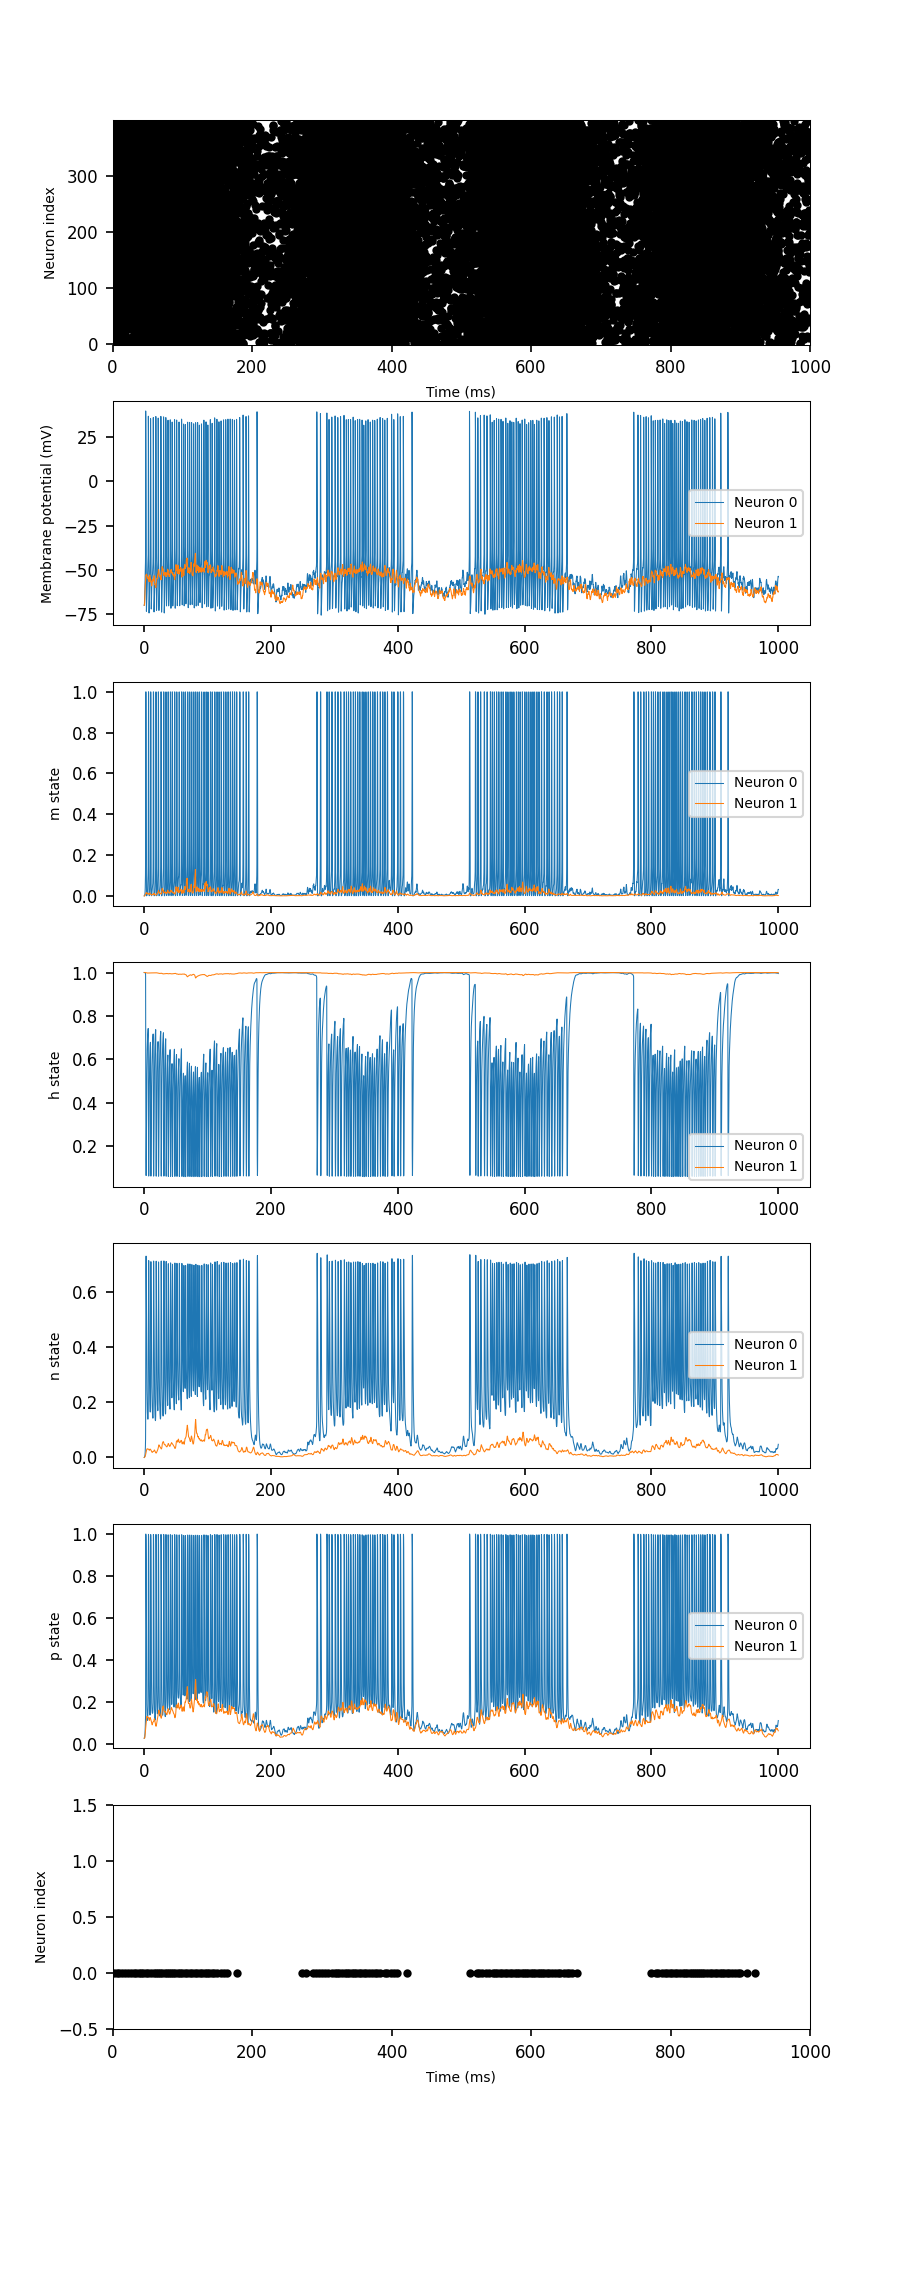 Neuron index
300
200
100
0
0 200 400 600 800 1000
Time (ms)
Membrane potential (mV)
25
0
−25
−50
−75
Neuron 0
Neuron 1
0 200 400 600 800 1000
m state
1.0
0.8
0.6
0.4
0.2
0.0
Neuron 0
Neuron 1
0 200 400 600 800 1000
h state
1.0
0.8
0.6
0.4
0.2
Neuron 0
Neuron 1
0 200 400 600 800 1000
n state
0.6
0.4
0.2
0.0
Neuron 0
Neuron 1
0 200 400 600 800 1000
p state
1.0
0.8
0.6
0.4
0.2
0.0
Neuron 0
Neuron 1
0 200 400 600 800 1000
Neuron index
1.5
1.0
0.5
0.0
−0.5
0 200 400 600 800 1000
Time (ms)